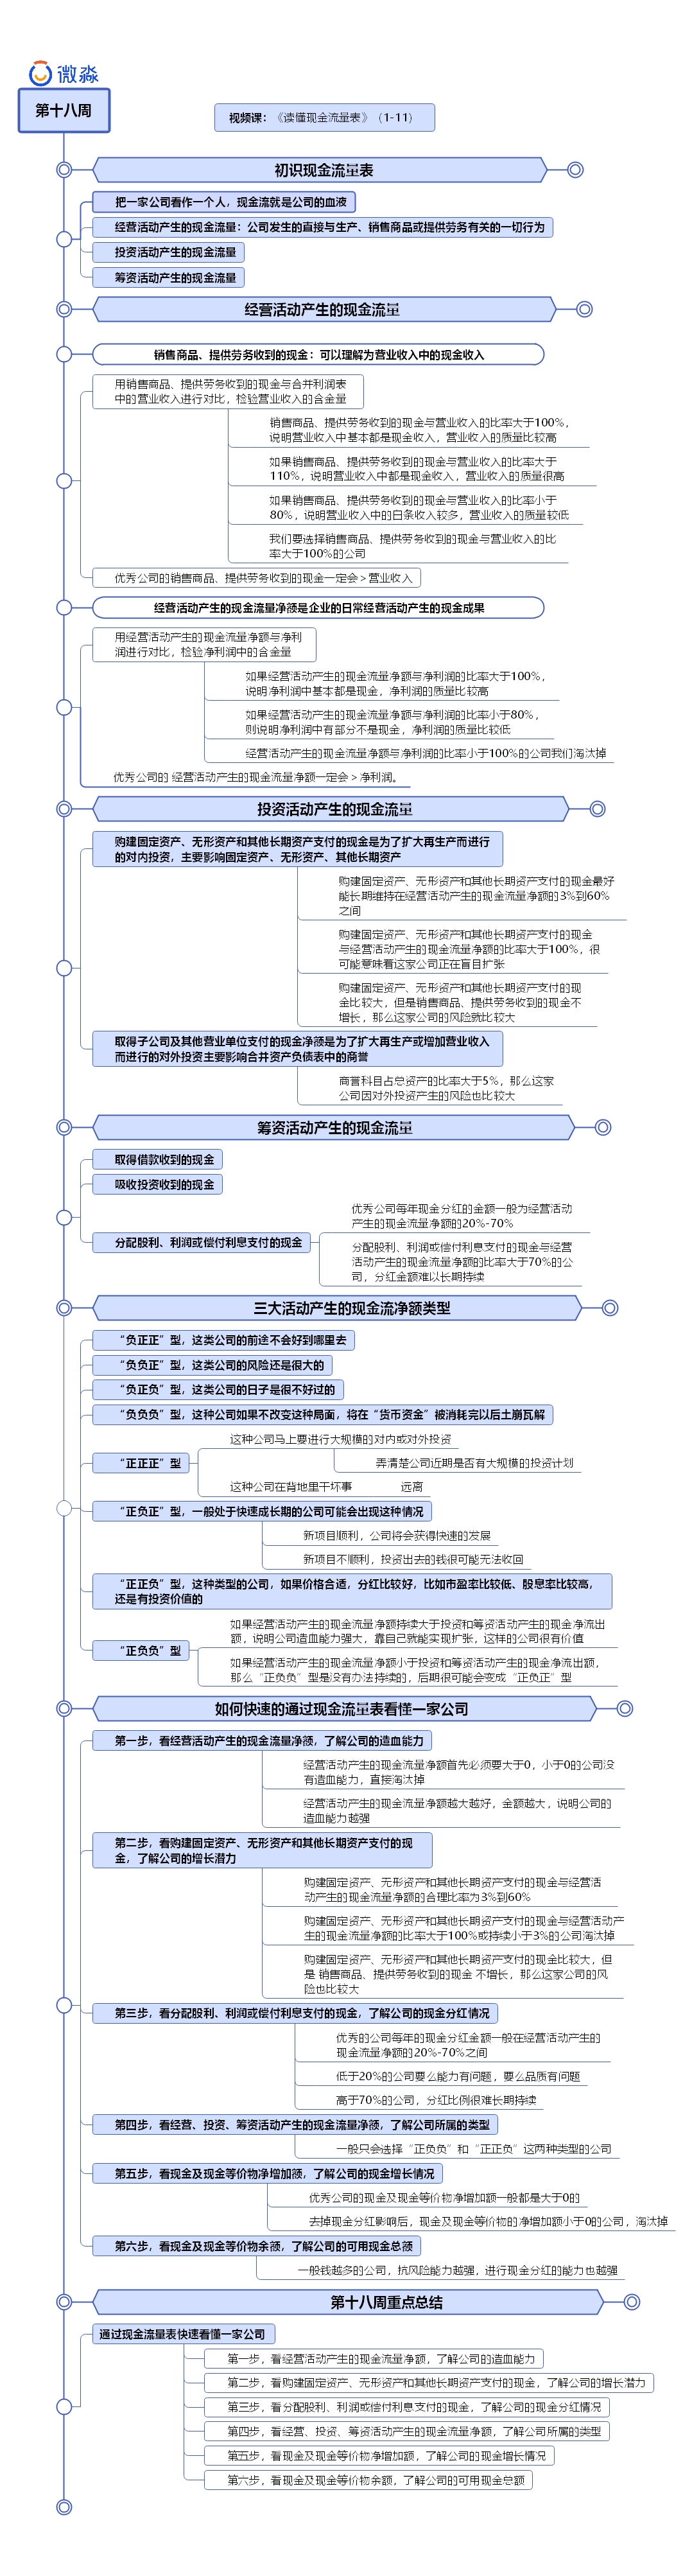 微淼
第十八周
视频课：《读懂现金流量表》（1-11）
初识现金流量表
把一家公司看作一个人，现金流就是公司的血液
经营活动产生的现金流量：公司发生的直接与生产、销售商品或提供劳务有关的一切行为
投资活动产生的现金流量
筹资活动产生的现金流量
经营活动产生的现金流量
销售商品、提供劳务收到的现金：可以理解为营业收入中的现金收入
用销售商品、提供劳务收到的现金与合并利润表
中的营业收入进行对比，检验营业收入的含金量
销售商品、提供劳务收到的现金与营业收入的比率大于100%，
说明营业收入中基本都是现金收入，营业收入的质量比较高
如果销售商品、提供劳务收到的现金与营业收入的比率大于
110%，说明营业收入中都是现金收入，营业收入的质量很高
如果销售商品、提供劳务收到的现金与营业收入的比率小于
80%，说明营业收入中的白条收入较多，营业收入的质量较低
我们要选择销售商品、提供劳务收到的现金与营业收入的比
率大于100%的公司
优秀公司的销售商品、提供劳务收到的现金一定会＞营业收入
经营活动产生的现金流量净额是企业的日常经营活动产生的现金成果
用经营活动产生的现金流量净额与净利
润进行对比，检验净利润中的含金量
如果经营活动产生的现金流量净额与净利润的比率大于100%，
说明净利润中基本都是现金，净利润的质量比较高
如果经营活动产生的现金流量净额与净利润的比率小于80%，
则说明净利润中有部分不是现金，净利润的质量比较低
经营活动产生的现金流量净额与净利润的比率小于100%的公司我们淘汰掉
优秀公司的 经营活动产生的现金流量净额一定会＞净利润。
投资活动产生的现金流量
购建固定资产、无形资产和其他长期资产支付的现金是为了扩大再生产而进行
的对内投资，主要影响固定资产、无形资产、其他长期资产
购建固定资产、无形资产和其他长期资产支付的现金最好
能长期维持在经营活动产生的现金流量净额的3%到60%
之间
购建固定资产、无形资产和其他长期资产支付的现金
与经营活动产生的现金流量净额的比率大于100%，很
可能意味着这家公司正在盲目扩张
购建固定资产、无形资产和其他长期资产支付的现
金比较大，但是销售商品、提供劳务收到的现金不
增长，那么这家公司的风险就比较大
取得子公司及其他营业单位支付的现金净额是为了扩大再生产或增加营业收入
而进行的对外投资主要影响合并资产负债表中的商誉
商誉科目占总资产的比率大于5%，那么这家
公司因对外投资产生的风险也比较大
筹资活动产生的现金流量
取得借款收到的现金
吸收投资收到的现金
分配股利、利润或偿付利息支付的现金
优秀公司每年现金分红的金额一般为经营活动
产生的现金流量净额的20%-70%
分配股利、利润或偿付利息支付的现金与经营
活动产生的现金流量净额的比率大于70%的公
司，分红金额难以长期持续
三大活动产生的现金流净额类型
“负正正”型，这类公司的前途不会好到哪里去
“负负正”型，这类公司的风险还是很大的
“负正负”型，这类公司的日子是很不好过的
“负负负”型，这种公司如果不改变这种局面，将在“货币资金”被消耗完以后土崩瓦解
“正正正”型
这种公司马上要进行大规模的对内或对外投资
弄清楚公司近期是否有大规模的投资计划
这种公司在背地里干坏事 远离
“正负正”型，一般处于快速成长期的公司可能会出现这种情况
新项目顺利，公司将会获得快速的发展
新项目不顺利，投资出去的钱很可能无法收回
“正正负”型，这种类型的公司，如果价格合适，分红比较好，比如市盈率比较低、股息率比较高，
还是有投资价值的
“正负负”型
如果经营活动产生的现金流量净额持续大于投资和筹资活动产生的现金净流出
额，说明公司造血能力强大，靠自己就能实现扩张，这样的公司很有价值
如果经营活动产生的现金流量净额小于投资和筹资活动产生的现金净流出额，
那么“正负负”型是没有办法持续的，后期很可能会变成“正负正”型
如何快速的通过现金流量表看懂一家公司
第一步，看经营活动产生的现金流量净额，了解公司的造血能力
经营活动产生的现金流量净额首先必须要大于0，小于0的公司没
有造血能力，直接淘汰掉
经营活动产生的现金流量净额越大越好，金额越大，说明公司的
造血能力越强
第二步，看购建固定资产、无形资产和其他长期资产支付的现
金，了解公司的增长潜力
购建固定资产、无形资产和其他长期资产支付的现金与经营活
动产生的现金流量净额的合理比率为3%到60%
购建固定资产、无形资产和其他长期资产支付的现金与经营活动产
生的现金流量净额的比率大于100%或持续小于3%的公司淘汰掉
购建固定资产、无形资产和其他长期资产支付的现金比较大，但
是 销售商品、提供劳务收到的现金 不增长，那么这家公司的风
险也比较大
第三步，看分配股利、利润或偿付利息支付的现金，了解公司的现金分红情况
优秀的公司每年的现金分红金额一般在经营活动产生的
现金流量净额的20%-70%之间
低于20%的公司要么能力有问题，要么品质有问题
高于70%的公司，分红比例很难长期持续
第四步，看经营、投资、筹资活动产生的现金流量净额，了解公司所属的类型
一般只会选择“正负负”和“正正负”这两种类型的公司
第五步，看现金及现金等价物净增加额，了解公司的现金增长情况
优秀公司的现金及现金等价物净增加额一般都是大于0的
去掉现金分红影响后，现金及现金等价物的净增加额小于0的公司，淘汰掉
第六步，看现金及现金等价物余额，了解公司的可用现金总额
一般钱越多的公司，抗风险能力越强，进行现金分红的能力也越强
第十八周重点总结
通过现金流量表快速看懂一家公司
第一步，看经营活动产生的现金流量净额，了解公司的造血能力
第二步，看购建固定资产、无形资产和其他长期资产支付的现金，了解公司的增长潜力
第三步，看分配股利、利润或偿付利息支付的现金，了解公司的现金分红情况
第四步，看经营、投资、筹资活动产生的现金流量净额，了解公司所属的类型
第五步，看现金及现金等价物净增加额，了解公司的现金增长情况
第六步，看现金及现金等价物余额，了解公司的可用现金总额